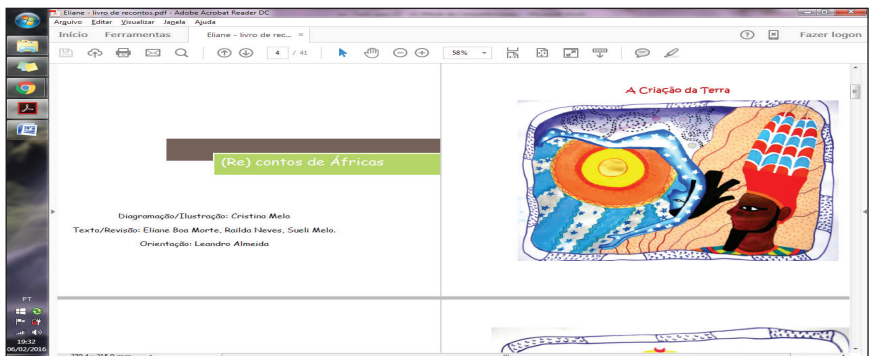 Eliane - livro de recontos.pdf - Adobe Acrobat Reader DC
Arquivo Editar Visualizar Janela Ajuda
Início Ferramentas Eliane - livro de rec... × Fazer logon
4 / 41 58%
A Criação da Terra
(Re) contos de Áfricas
Diagramação/Ilustração: Cristina Melo
Texto/Revisão: Eliane Boa Morte, Railda Neves, Sueli Melo.
Orientação: Leandro Almeida
PT
19:32
06/02/2016